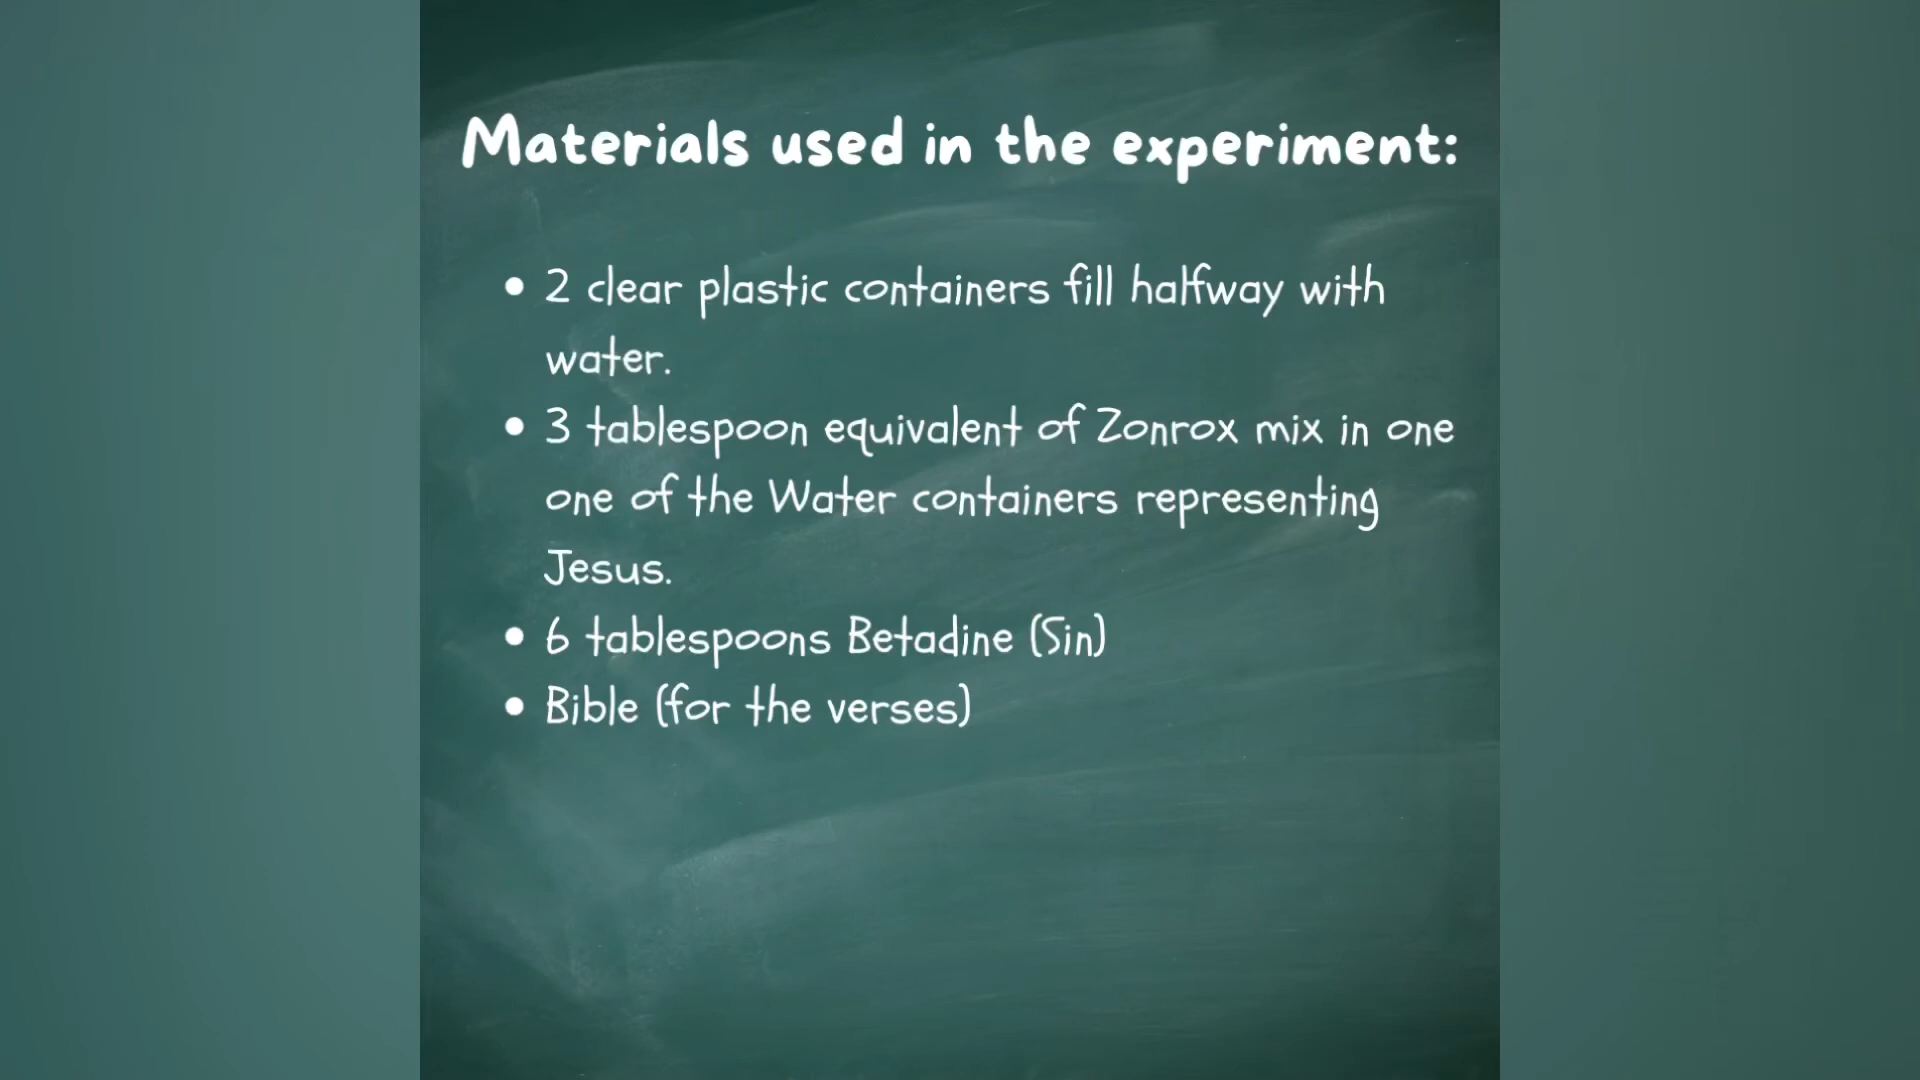 Materials used in the experiment:
• 2 clear plastic containers fill halfway with
water.
• 3 tablespoon equivalent of Zonrox mix in one
one of the Water containers representing
Jesus.
• 6 tablespoons Betadine (Sin)
• Bible (for the verses)